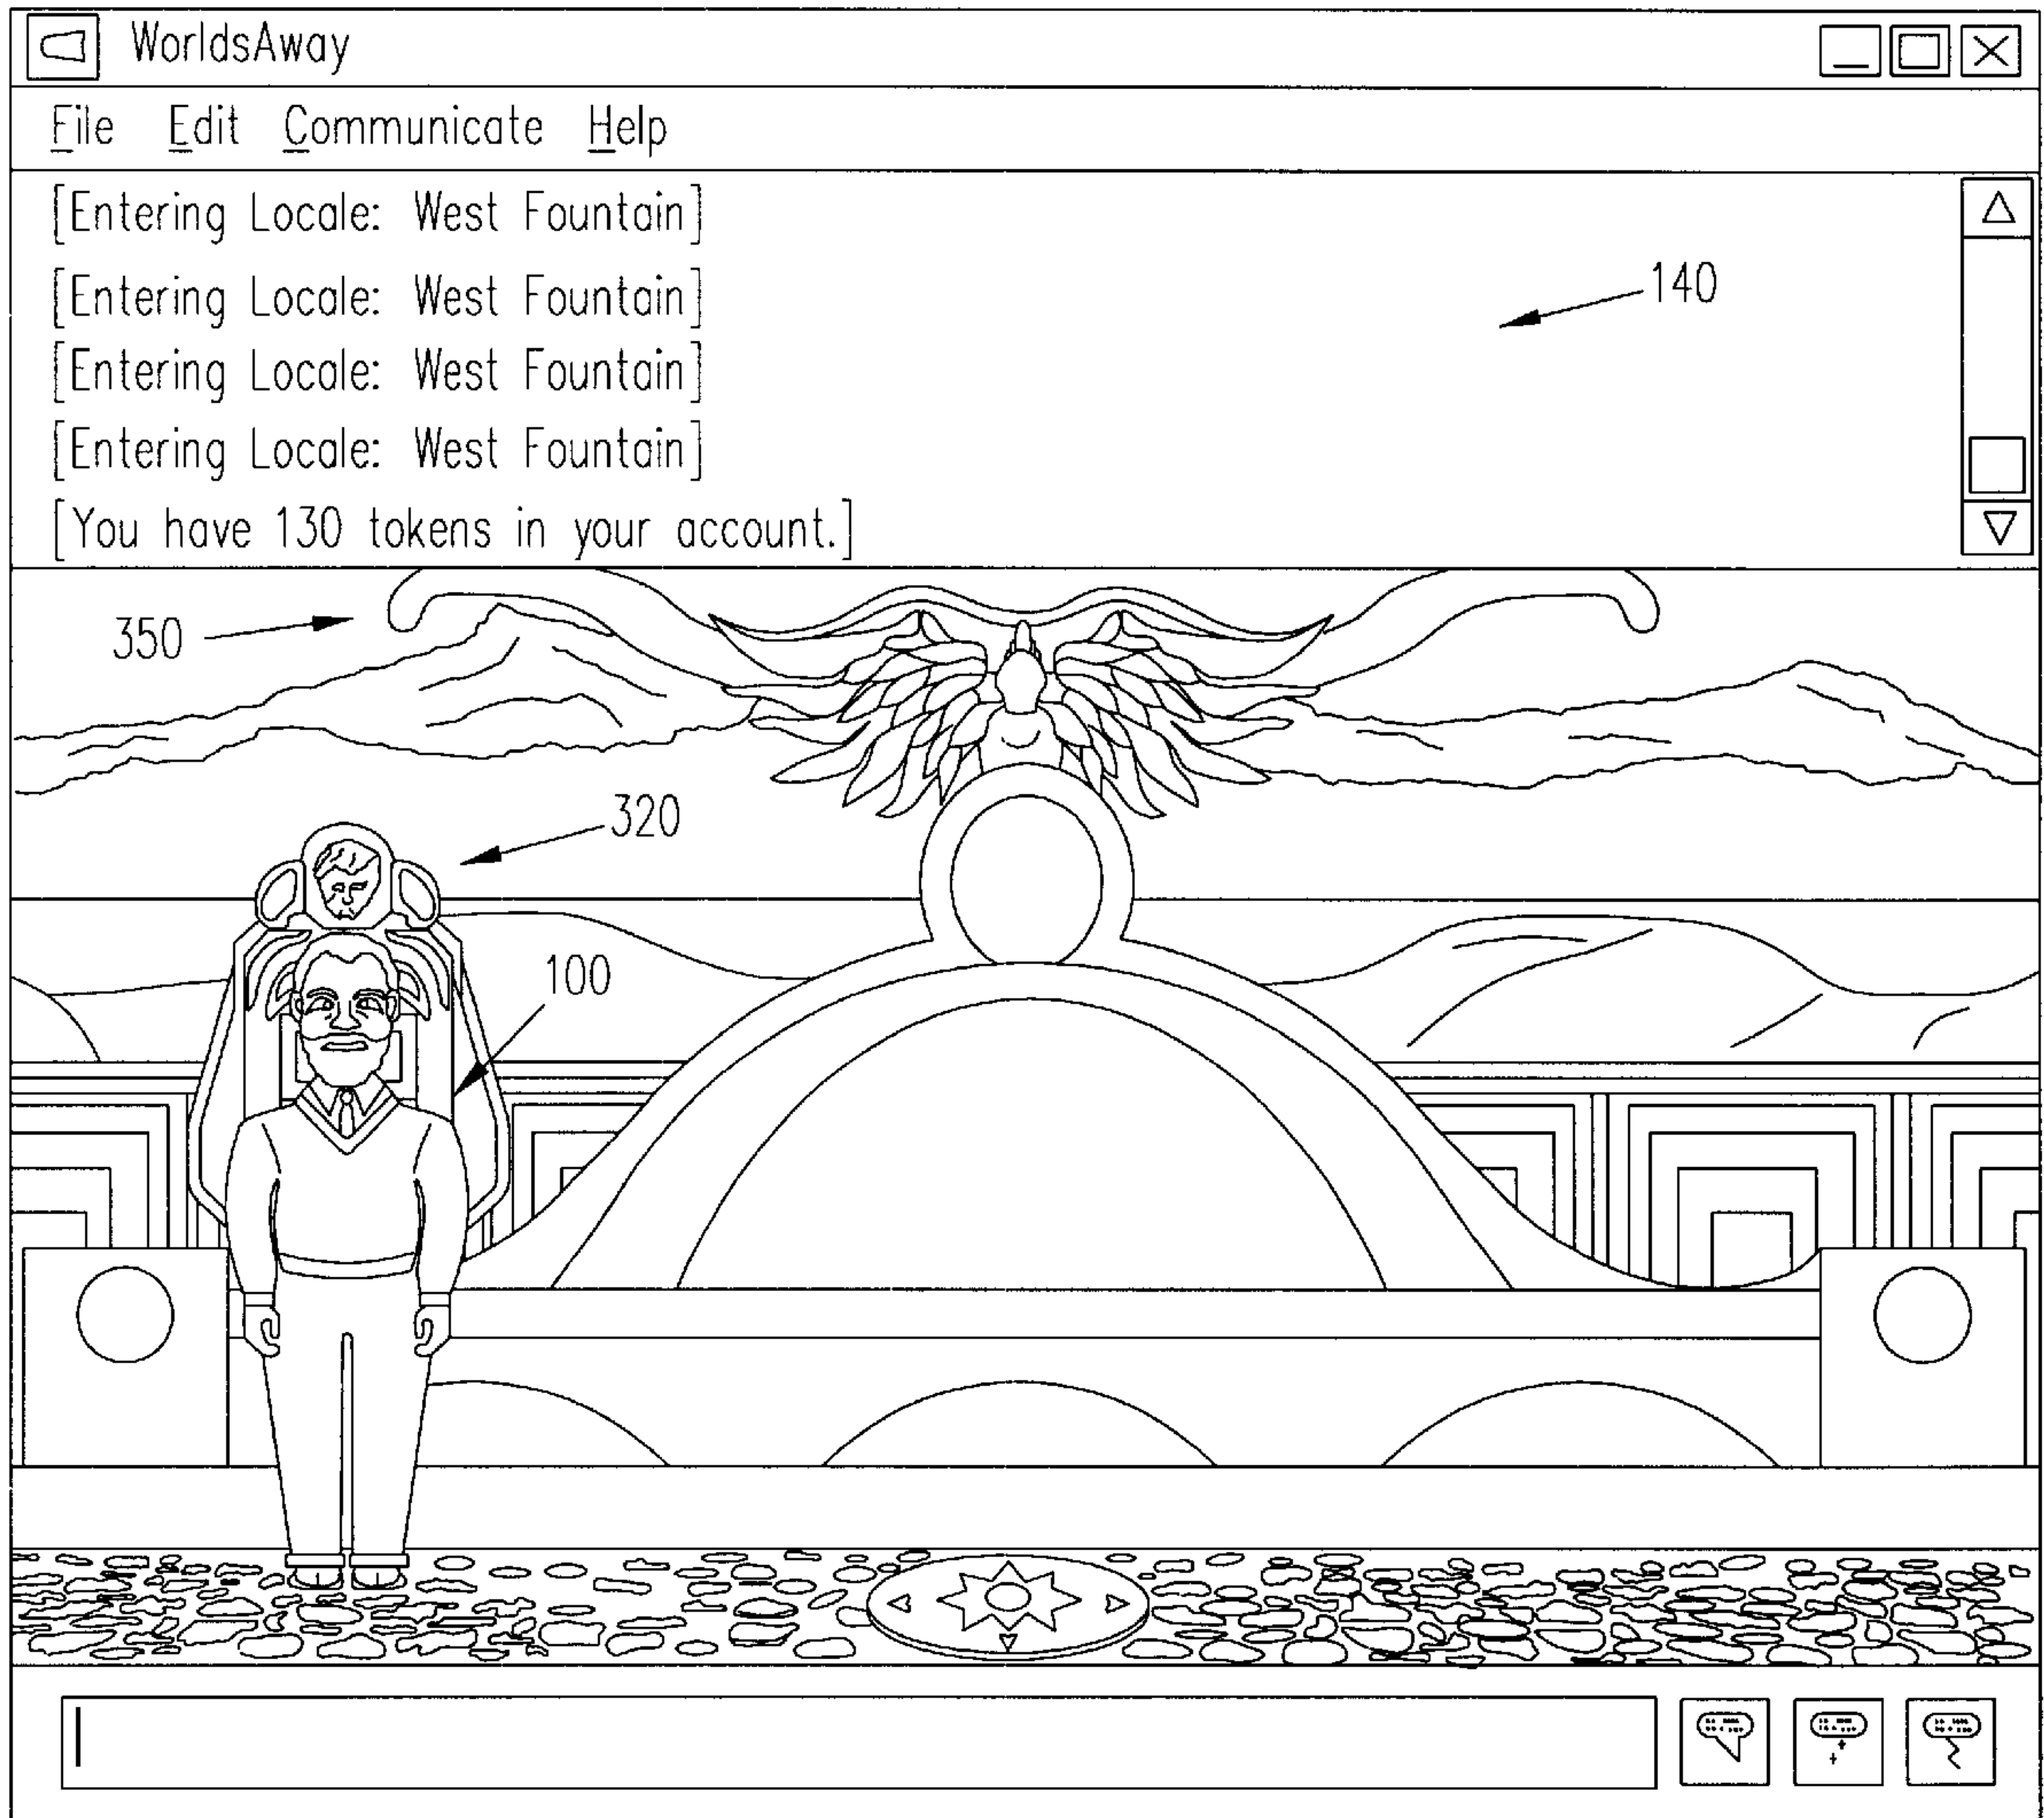 WorldsAway
File Edit Communicate Help
[Entering Locale: West Fountain]
[Entering Locale: West Fountain]
140
[Entering Locale: West Fountain]
[Entering Locale: West Fountain]
[You have 130 tokens in your account.]
350
320
100